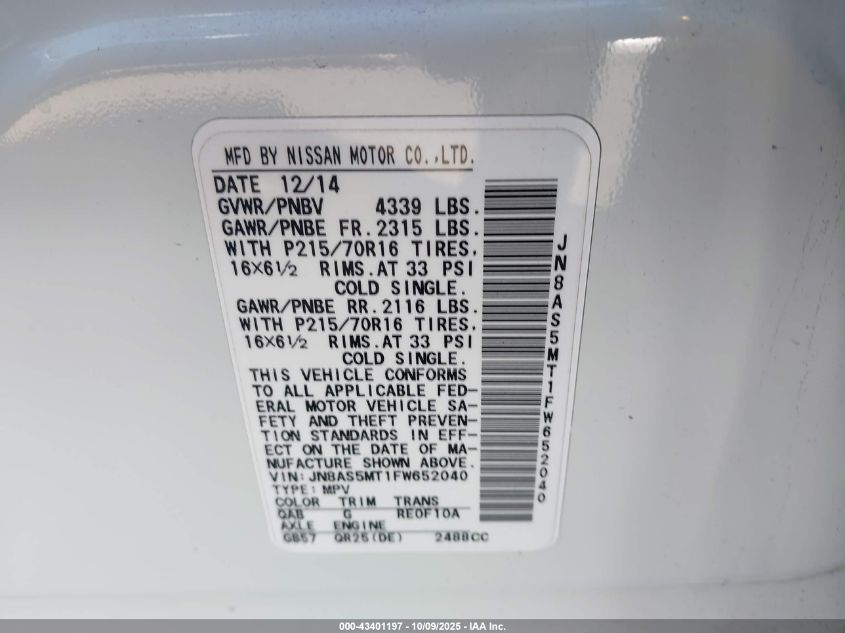 MFD BY NISSAN MOTOR CO.,LTD.
DATE 12/14
GVWR/PNBV 4339 LBS.
GAWR/PNBE FR.2315 LBS.
WITH P215/70R16 TIRES,
16×6½ RIMS.AT 33 PSI
COLD SINGLE.
GAWR/PNBE RR.2116 LBS.
WITH P215/70R16 TIRES,
16×6½ RIMS.AT 33 PSI
COLD SINGLE.
THIS VEHICLE CONFORMS
TO ALL APPLICABLE FED-
ERAL MOTOR VEHICLE SA-
FETY AND THEFT PREVEN-
TION STANDARDS IN EFF-
ECT ON THE DATE OF MA-
NUFACTURE SHOWN ABOVE.
VIN:JN8AS5MT1FW652040
TYPE:MPV
COLOR TRIM TRANS
QAB G RE0F10A
AXLE ENGINE
GB57 QR25(DE) 2488CC
JN8AS5MT1FW652040
000-43401197 - 10/09/2025 - IAA Inc.